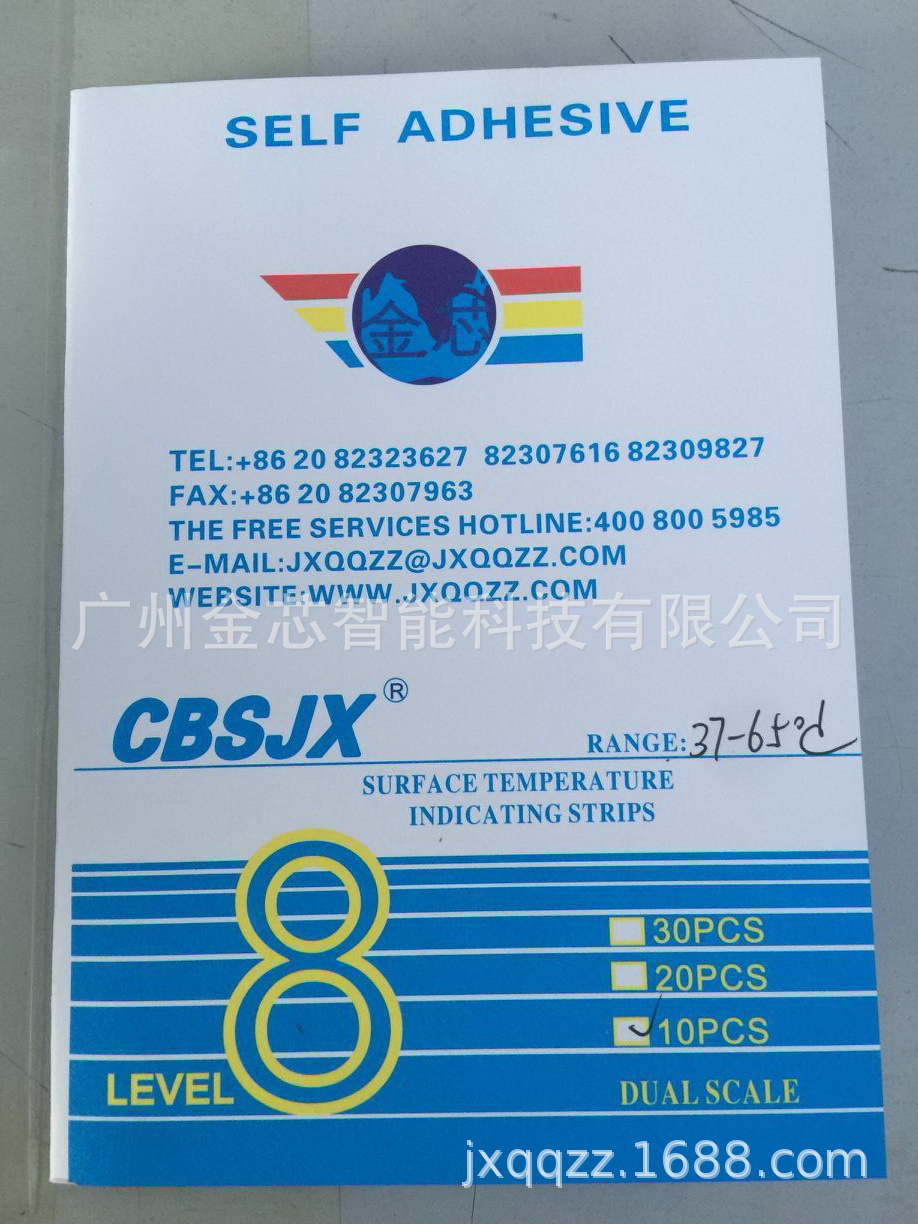 SELF ADHESIVE
金芯
TEL:+86 20 82323627 82307616 82309827
FAX:+86 20 82307963
THE FREE SERVICES HOTLINE:400 800 5985
E-MAIL:JXQQZZ@JXQQZZ.COM
WEBSITE:WWW.JXQQZZ.COM
广州金芯智能科技有限公司
CBSJX®
RANGE:37-65℃
SURFACE TEMPERATURE
INDICATING STRIPS
30PCS
20PCS
10PCS
LEVEL 8
DUAL SCALE
jxqqzz.1688.com